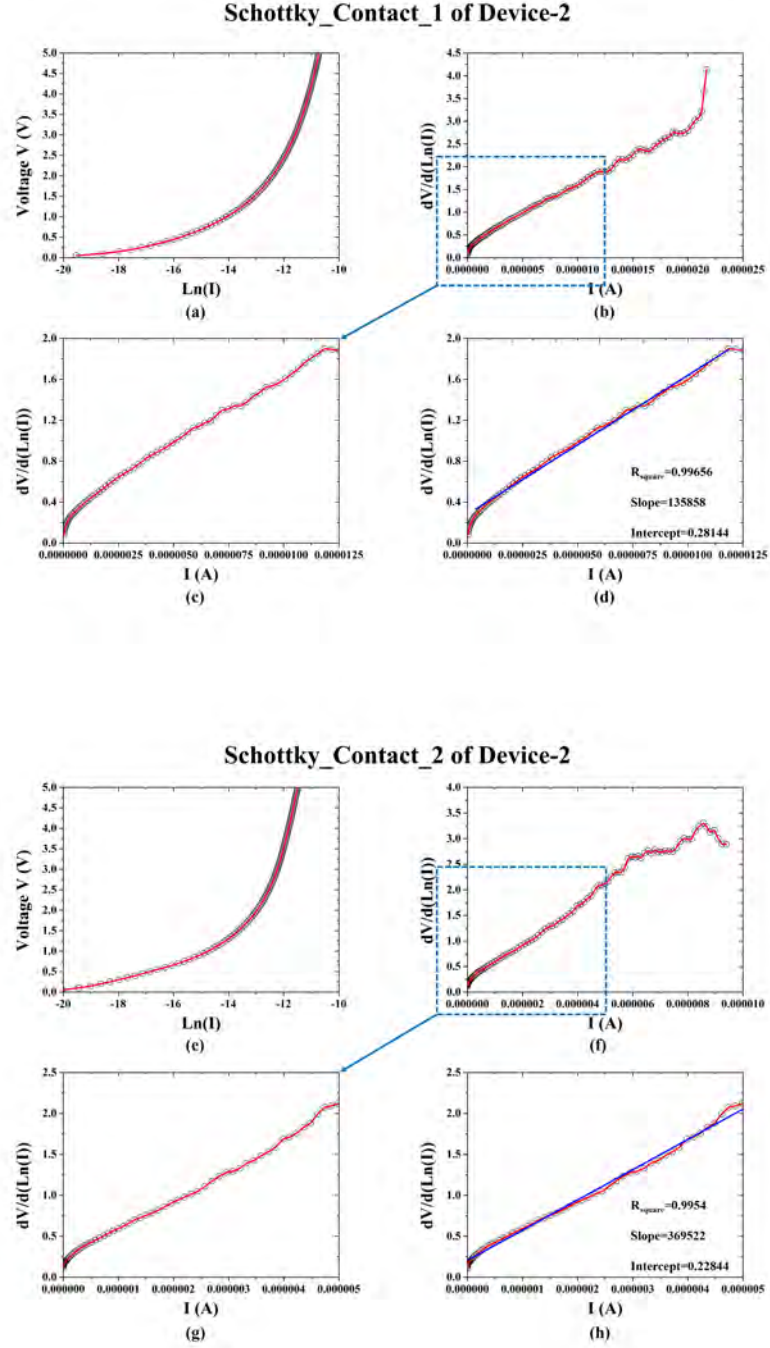 Schottky_Contact_1 of Device-2
5.0 4.5 4.0 3.5 3.0 2.5 2.0 1.5 1.0 0.5 0.0
Voltage V (V)
-20 -18 -16 -14 -12 -10
Ln(I)
(a)
4.5 4.0 3.5 3.0 2.5 2.0 1.5 1.0 0.5 0.0
dV/d(Ln(I))
0.000000 0.000005 0.000010 0.000015 0.000020 0.000025
I (A)
(b)
2.0 1.6 1.2 0.8 0.4 0.0
dV/d(Ln(I))
0.0000000 0.0000025 0.0000050 0.0000075 0.0000100 0.0000125
I (A)
(c)
2.0 1.6 1.2 0.8 0.4 0.0
dV/d(Ln(I))
R_square=0.99656
Slope=135858
Intercept=0.28144
0.0000000 0.0000025 0.0000050 0.0000075 0.0000100 0.0000125
I (A)
(d)
Schottky_Contact_2 of Device-2
5.0 4.5 4.0 3.5 3.0 2.5 2.0 1.5 1.0 0.5 0.0
Voltage V (V)
-20 -18 -16 -14 -12 -10
Ln(I)
(e)
4.0 3.5 3.0 2.5 2.0 1.5 1.0 0.5 0.0
dV/d(Ln(I))
0.000000 0.000002 0.000004 0.000006 0.000008 0.000010
I (A)
(f)
2.5 2.0 1.5 1.0 0.5 0.0
dV/d(Ln(I))
0.000000 0.000001 0.000002 0.000003 0.000004 0.000005
I (A)
(g)
2.5 2.0 1.5 1.0 0.5 0.0
dV/d(Ln(I))
R_square=0.9954
Slope=369522
Intercept=0.22844
0.000000 0.000001 0.000002 0.000003 0.000004 0.000005
I (A)
(h)